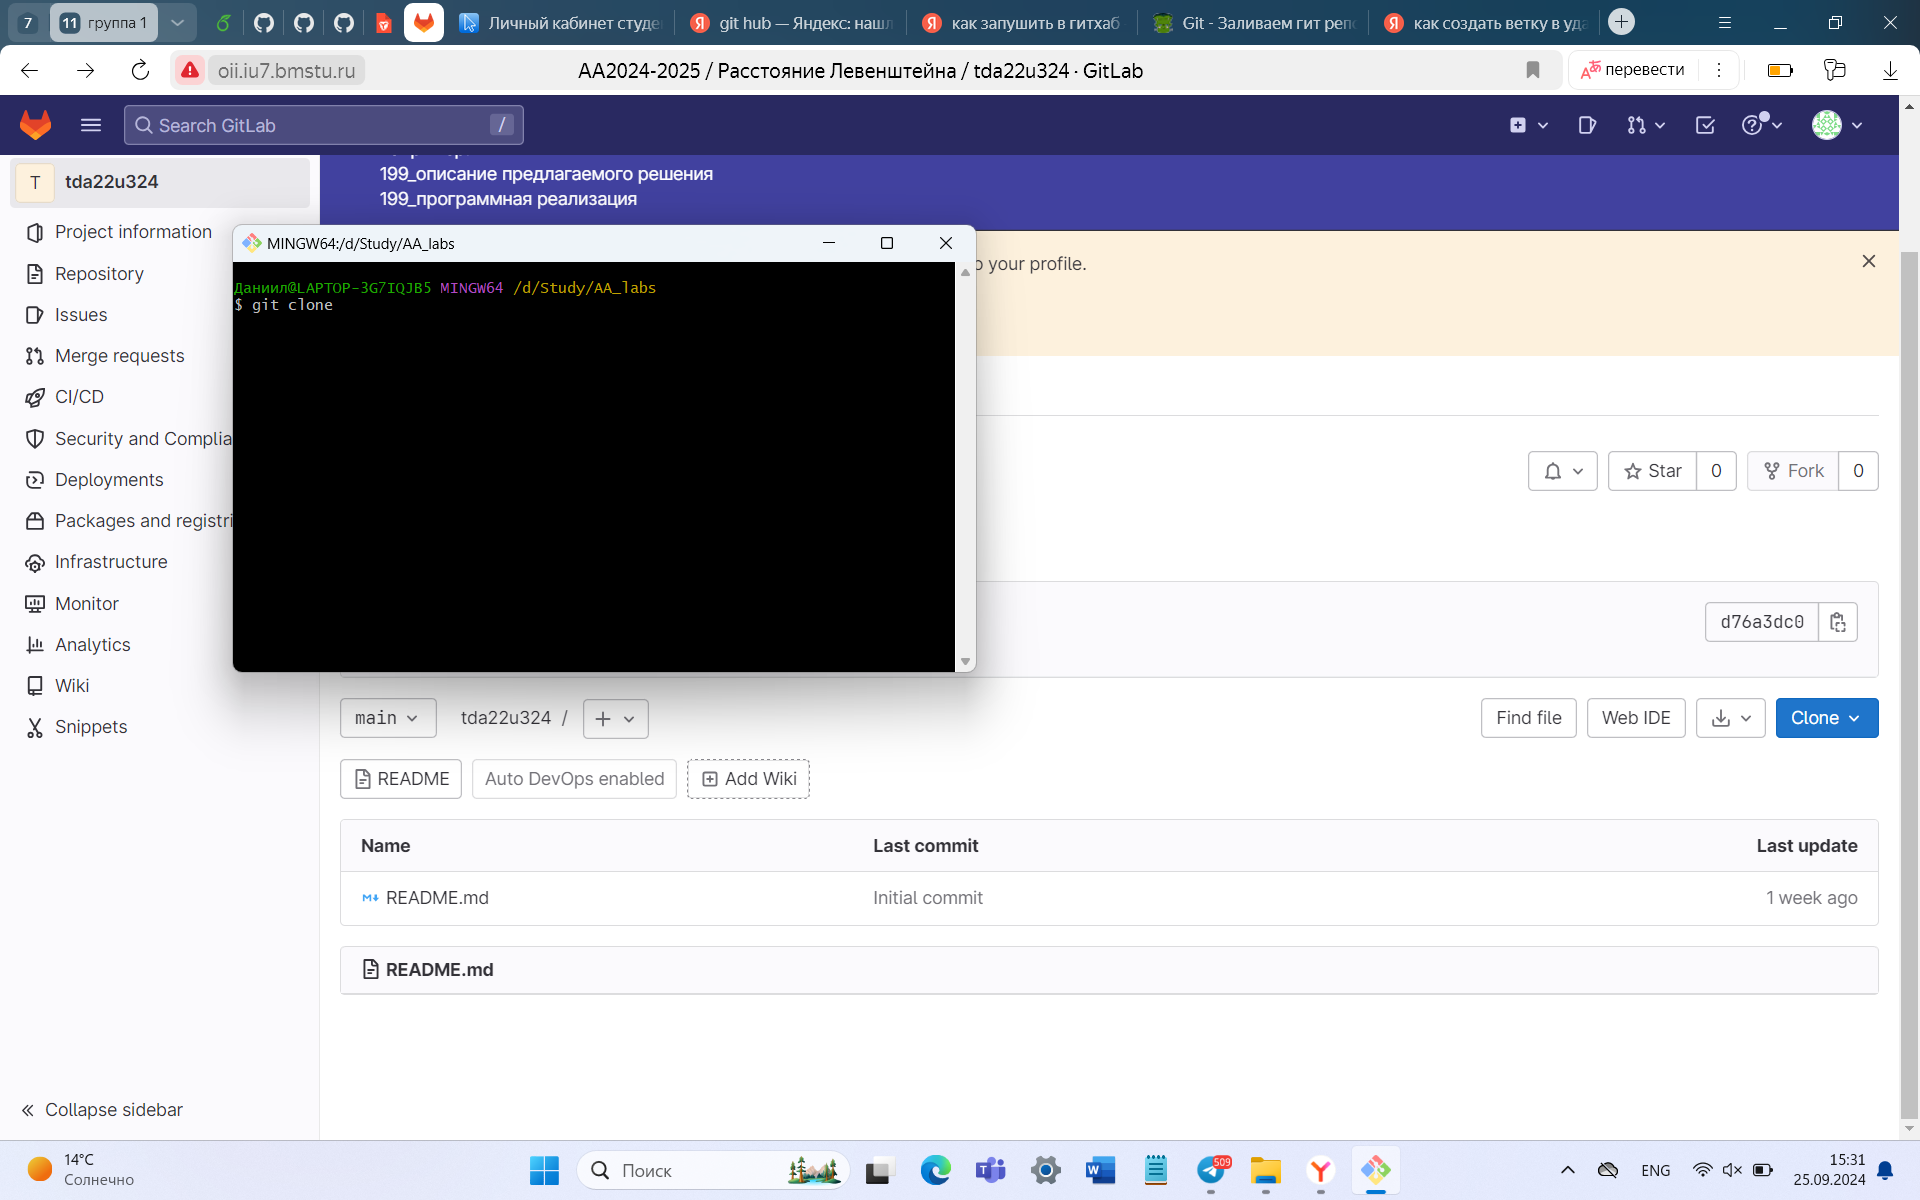 7
11 группа 1
Личный кабинет студе
git hub — Яндекс: нашл
как запушить в гитхаб
Git - Заливаем гит репо
как создать ветку в уда
oii.iu7.bmstu.ru
AA2024-2025 / Расстояние Левенштейна / tda22u324 · GitLab
перевести
Search GitLab
/
T tda22u324
199_описание предлагаемого решения
199_программная реализация
Project information
Repository
Issues
Merge requests
CI/CD
Security and Complia
Deployments
Packages and registri
Infrastructure
Monitor
Analytics
Wiki
Snippets
Collapse sidebar
MINGW64:/d/Study/AA_labs
Даниил@LAPTOP-3G7IQJB5 MINGW64 /d/Study/AA_labs
$ git clone
your profile.
Star 0
Fork 0
d76a3dc0
main
tda22u324 /
Find file
Web IDE
Clone
README
Auto DevOps enabled
Add Wiki
Name Last commit Last update
README.md Initial commit 1 week ago
README.md
14°C
Солнечно
Поиск
509
ENG
15:31
25.09.2024